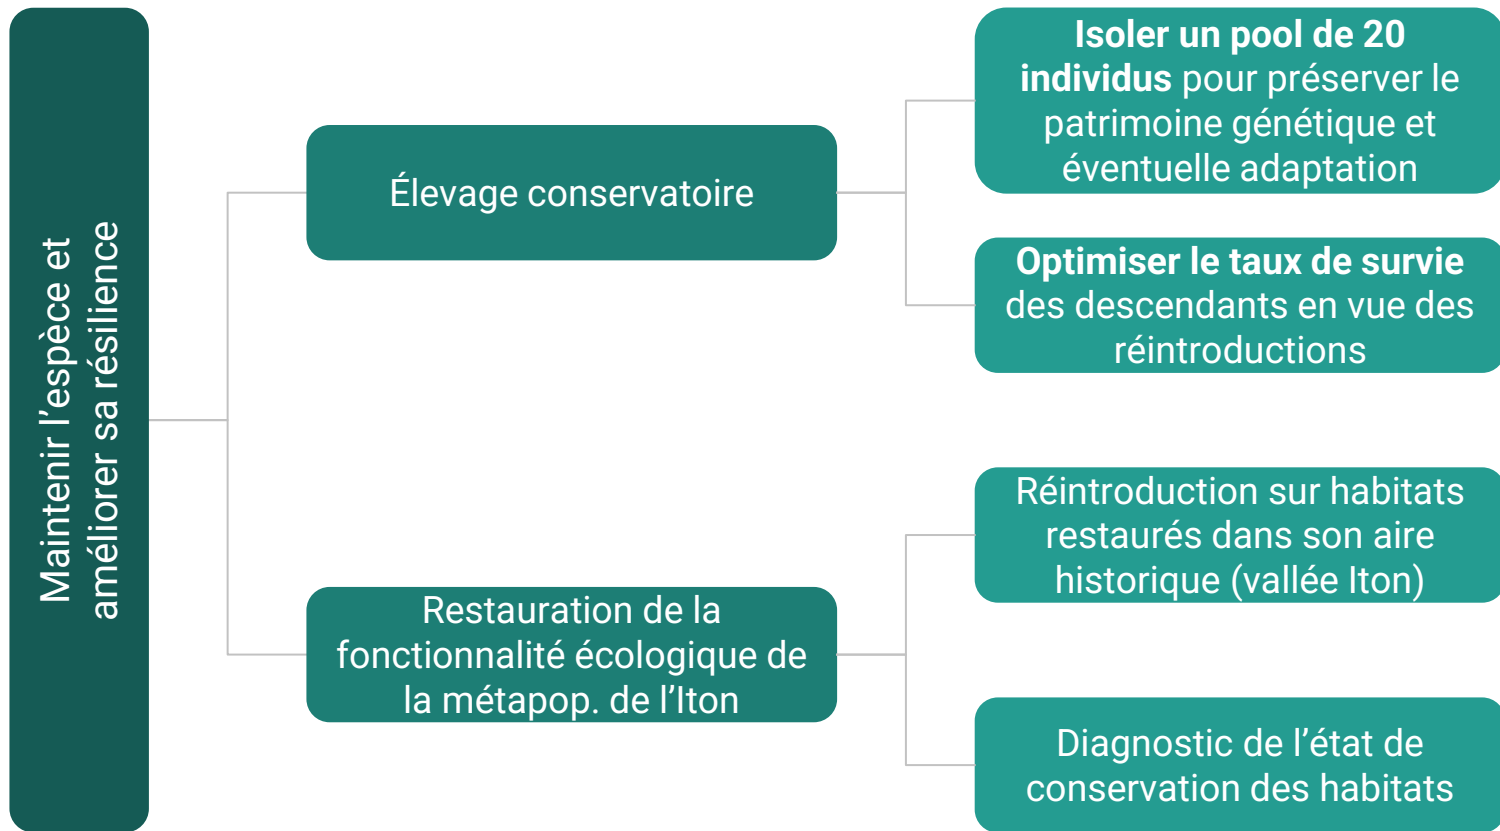 Maintenir l'espèce et
améliorer sa résilience
Élevage conservatoire
Isoler un pool de 20
individus pour préserver le
patrimoine génétique et
éventuelle adaptation
Optimiser le taux de survie
des descendants en vue des
réintroductions
Restauration de la
fonctionnalité écologique de
la métapop. de l’Iton
Réintroduction sur habitats
restaurés dans son aire
historique (vallée Iton)
Diagnostic de l’état de
conservation des habitats